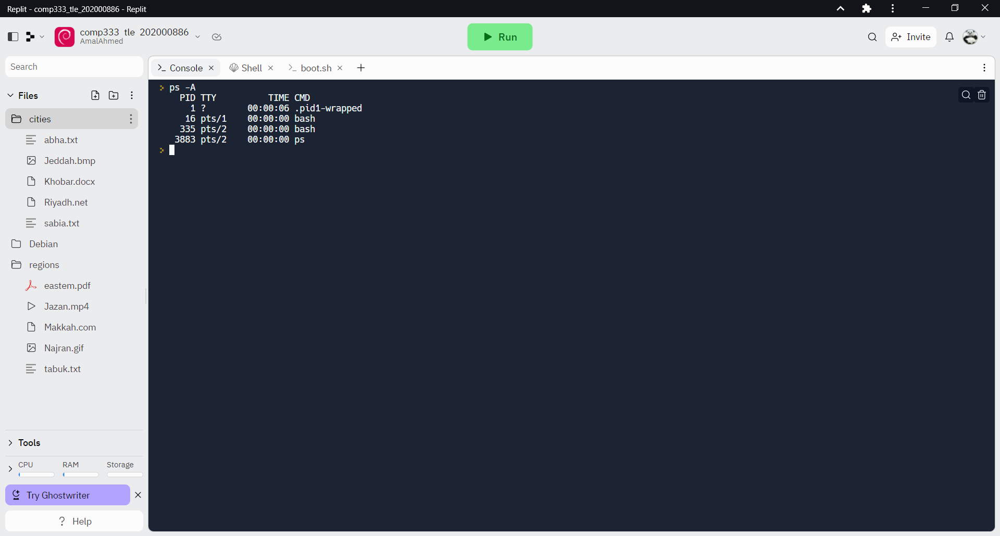 Replit - comp333_tle_202000886 - Replit
comp333_tle_202000886
AmalAhmed
Run
Invite
Search
Console
Shell
boot.sh
Files
cities
abha.txt
Jeddah.bmp
Khobar.docx
Riyadh.net
sabia.txt
Debian
regions
eastern.pdf
Jazan.mp4
Makkah.com
Najran.gif
tabuk.txt
Tools
CPU RAM Storage
Try Ghostwriter
? Help
> ps -A
PID TTY TIME CMD
1 ? 00:00:06 .pid1-wrapped
16 pts/1 00:00:00 bash
335 pts/2 00:00:00 bash
3883 pts/2 00:00:00 ps
>